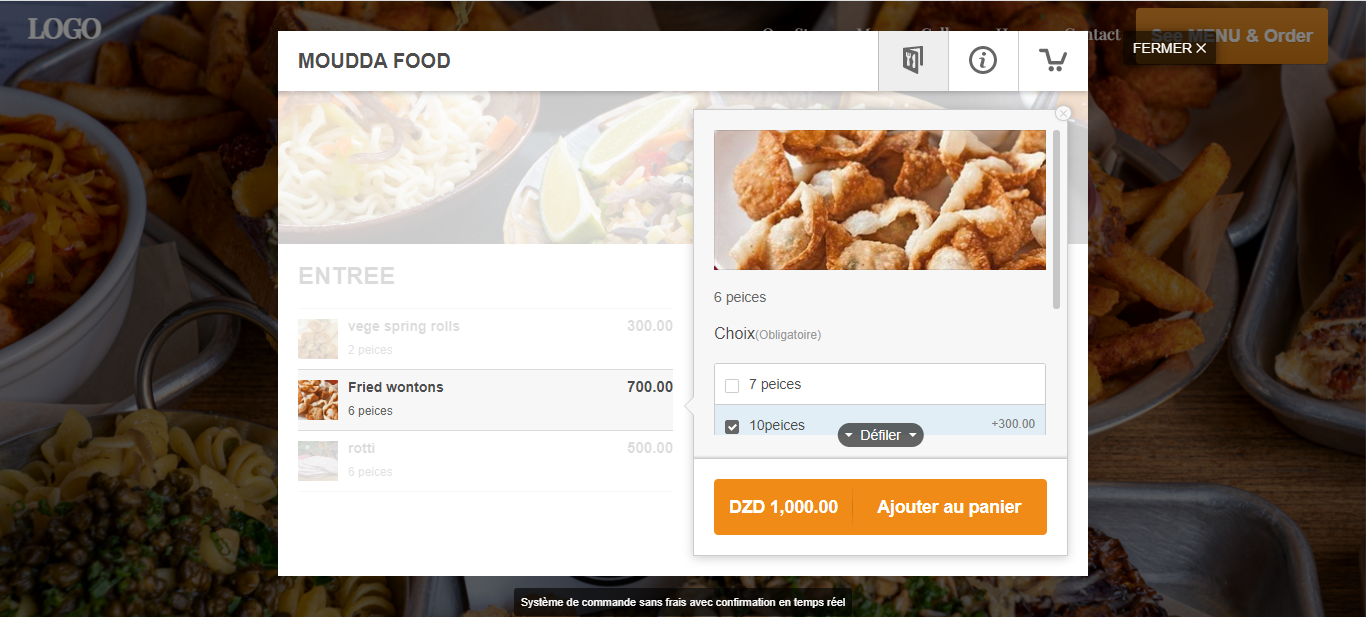 LOGO
Contact
See MENU & Order
FERMER ×
MOUDDA FOOD
ENTREE
vege spring rolls 300.00
2 peices
Fried wontons 700.00
6 peices
rotti 500.00
6 peices
6 peices
Choix(Obligatoire)
7 peices
10peices +300.00
Défiler
DZD 1,000.00 Ajouter au panier
Système de commande sans frais avec confirmation en temps réel